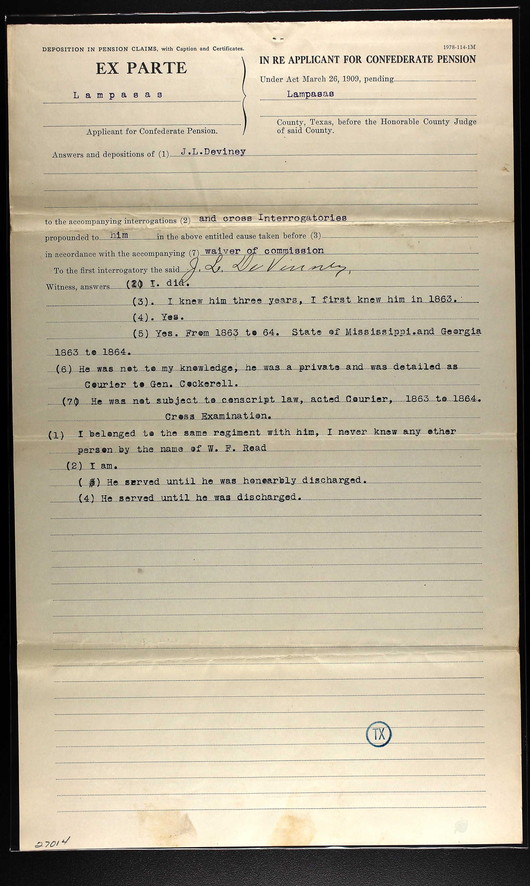 DEPOSITION IN PENSION CLAIMS, with Caption and Certificates.
1978-114-1M
EX PARTE
IN RE APPLICANT FOR CONFEDERATE PENSION
Under Act March 26, 1909, pending
Lampasas
Lampasas
County, Texas, before the Honorable County Judge
of said County.
Applicant for Confederate Pension.
Answers and depositions of (1) J.L.Deviney
to the accompanying interrogations (2) and cross Interrogatories
propounded to him in the above entitled cause taken before (3)
in accordance with the accompanying (7) waiver of commission
To the first interrogatory the said J. L. DeVinney,
Witness, answers (2) I. did.
(3). I knew him three years, I first knew him in 1863.
(4). Yes.
(5) Yes. From 1863 to 64. State of Mississippi.and Georgia
1863 to 1864.
(6) He was not to my knowledge, he was a private and was detailed as
Courier to Gen. Cockerell.
(7) He was not subject to conscript law, acted Courier, 1863 to 1864.
Cross Examination.
(1) I belonged to the same regiment with him, I never knew any other
person by the name of W. F. Read
(2) I am.
(3) He served until he was honearbly discharged.
(4) He served until he was discharged.
TX
27014